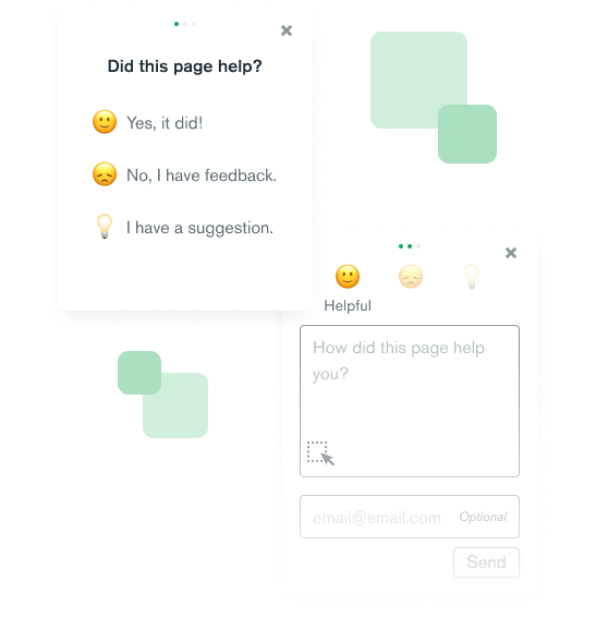 Did this page help?
Yes, it did!
No, I have feedback.
I have a suggestion.
Helpful
How did this page help
you?
email@email.com Optional
Send